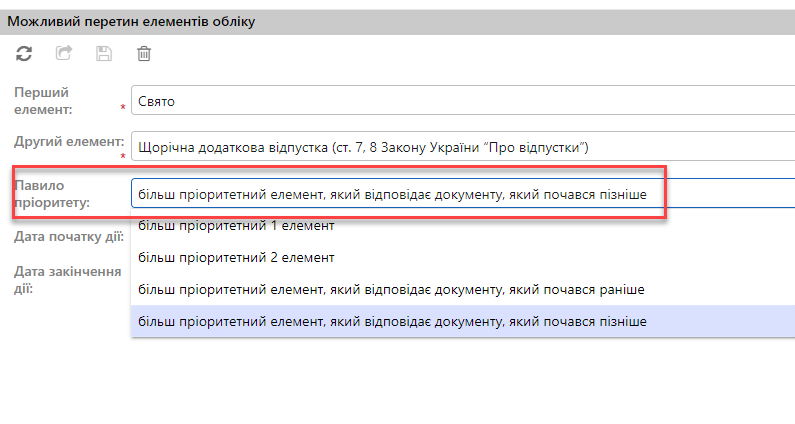 Можливий перетин елементів обліку
Перший
елемент:
*
Свято
Другий елемент:
*
Щорічна додаткова відпустка (ст. 7, 8 Закону України “Про відпустки”)
Павило
пріоритету:
більш пріоритетний елемент, який відповідає документу, який почався пізніше
більш пріоритетний 1 елемент
Дата початку дії:
більш пріоритетний 2 елемент
Дата закінчення
дії:
більш пріоритетний елемент, який відповідає документу, який почався раніше
більш пріоритетний елемент, який відповідає документу, який почався пізніше